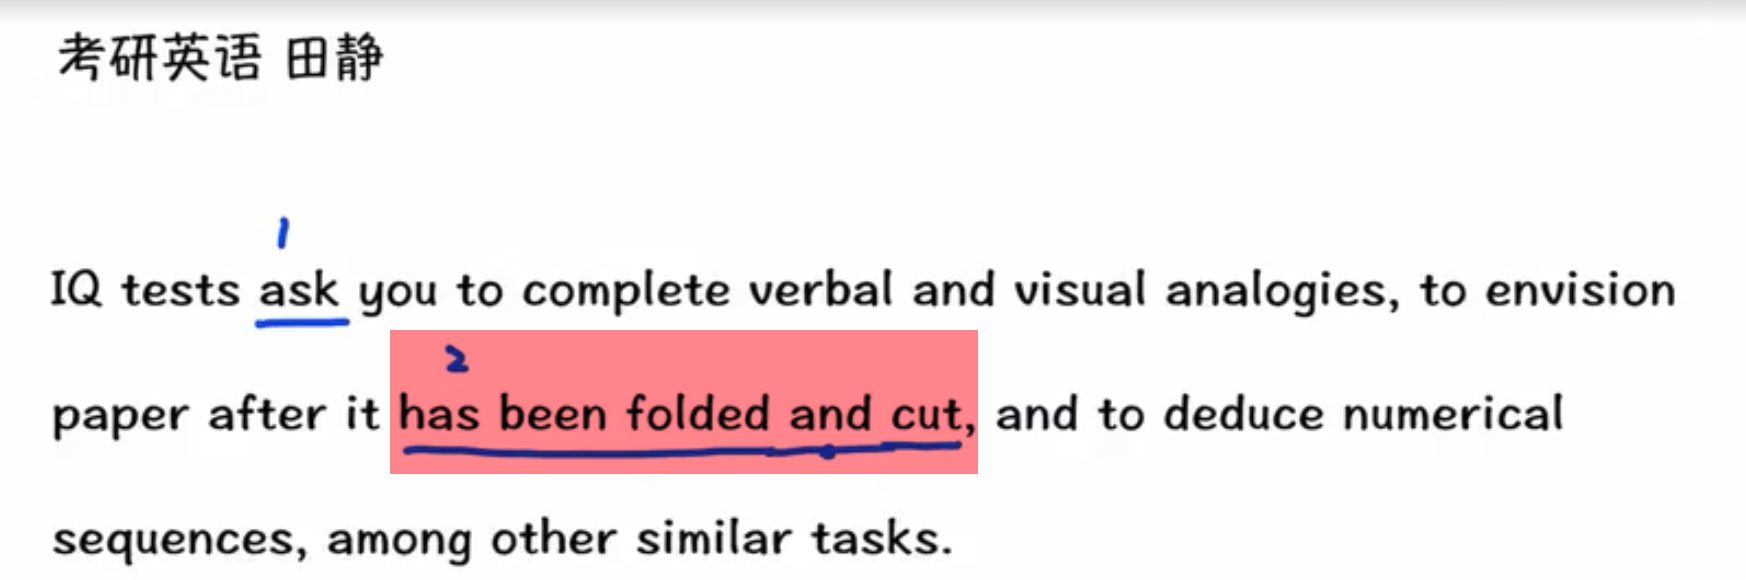 考研英语 田静
1
IQ tests ask you to complete verbal and visual analogies, to envision
2
paper after it has been folded and cut, and to deduce numerical
sequences, among other similar tasks.